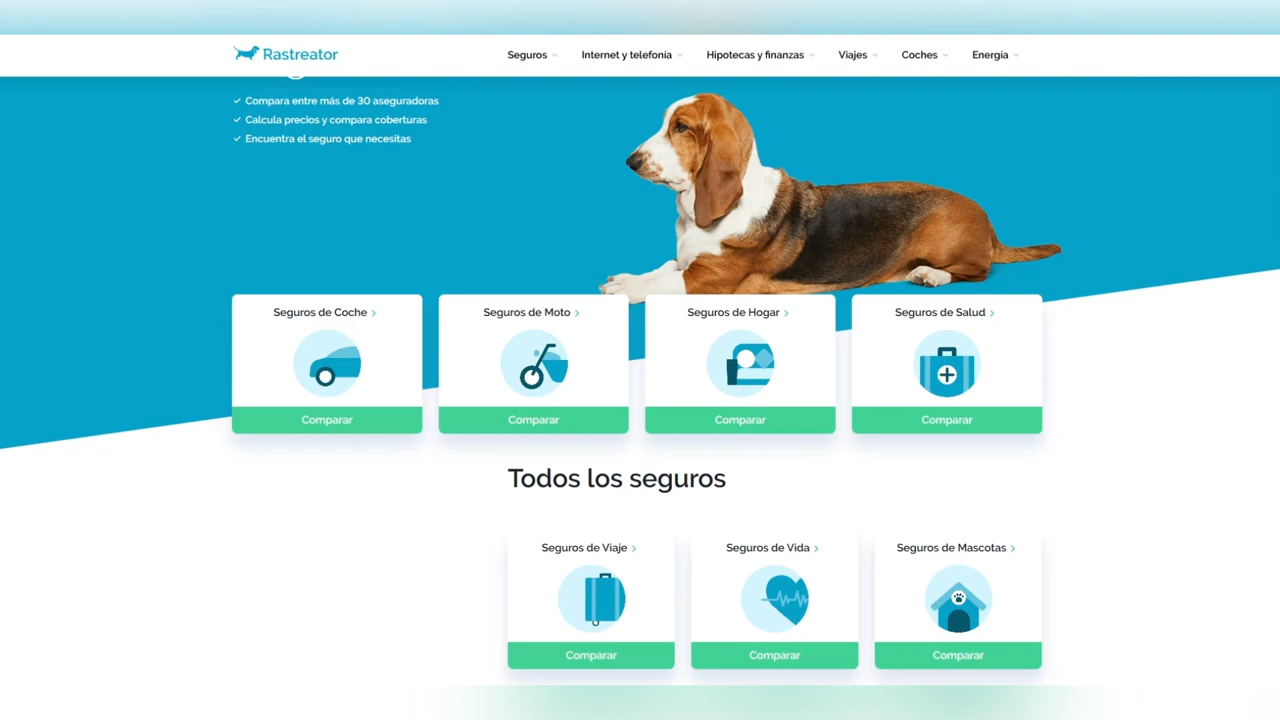 Rastreator
Seguros
Internet y telefonía
Hipotecas y finanzas
Viajes
Coches
Energía
Compara entre más de 30 aseguradoras
Calcula precios y compara coberturas
Encuentra el seguro que necesitas
Seguros de Coche
Seguros de Moto
Seguros de Hogar
Seguros de Salud
Comparar
Comparar
Comparar
Comparar
Todos los seguros
Seguros de Viaje
Seguros de Vida
Seguros de Mascotas
Comparar
Comparar
Comparar